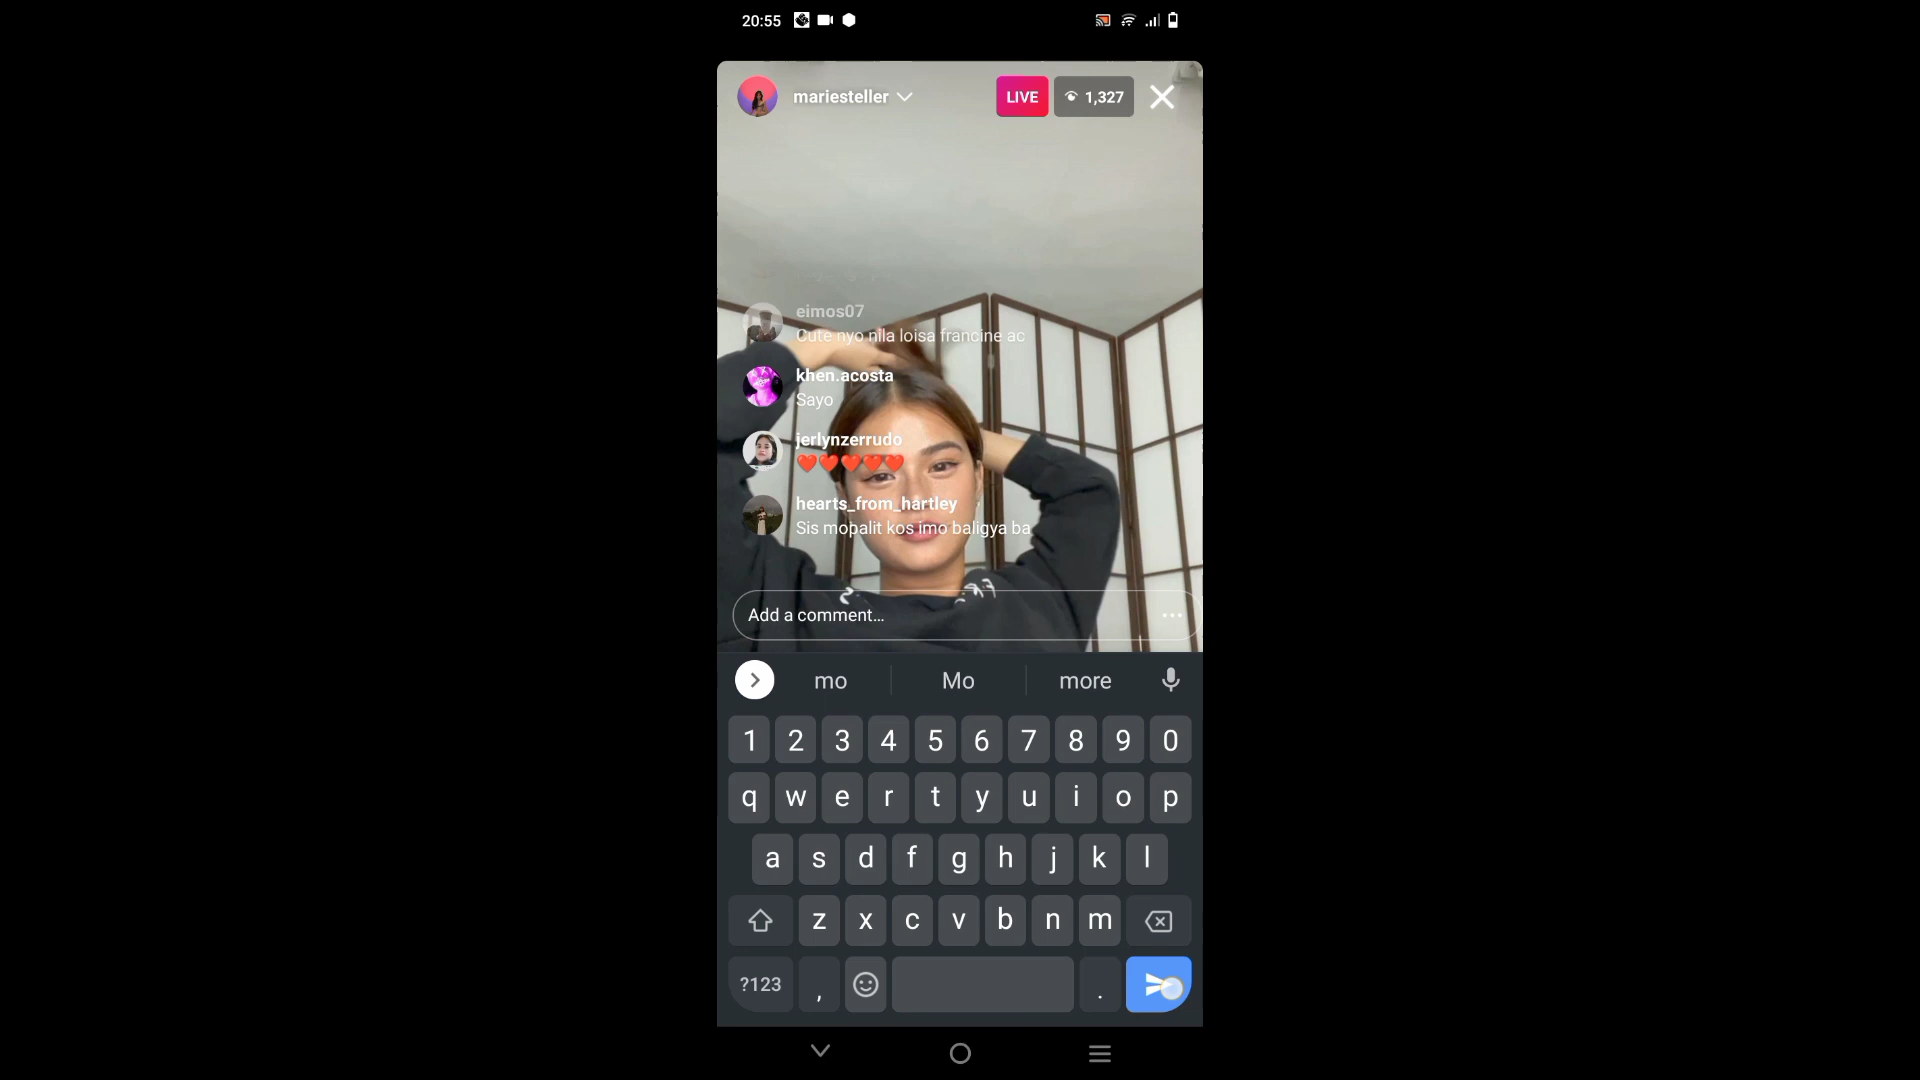 20:55
mariesteller
LIVE
1,327
eimos07
Cute nyo nila loisa francine ac
khen.acosta
Sayo
jerlynzerrudo
❤️❤️❤️❤️❤️
hearts_from_hartley
Sis mopalit kos imo baligya ba
Add a comment…
mo Mo more
1 2 3 4 5 6 7 8 9 0
q w e r t y u i o p
a s d f g h j k l
z x c v b n m
?123 , .